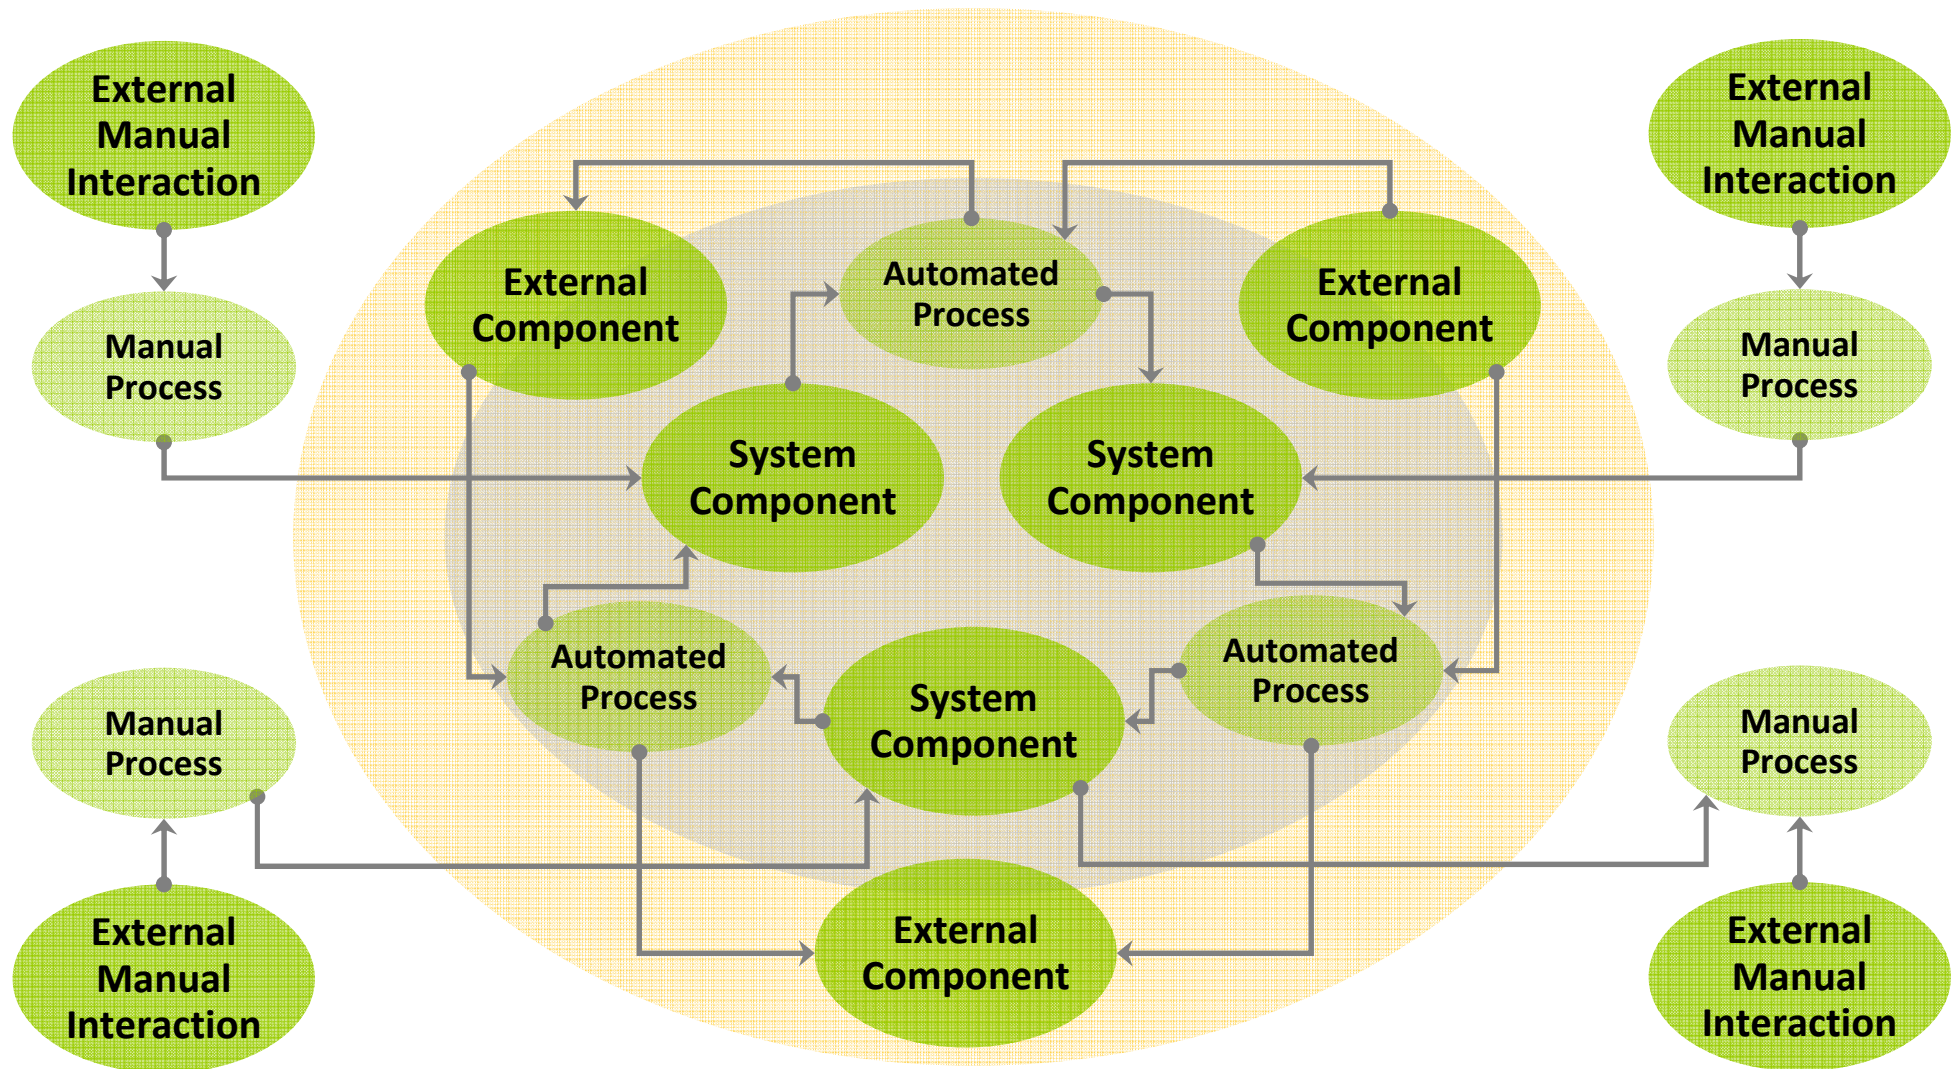 External
Manual
Interaction
External
Manual
Interaction
External
Component
Automated
Process
External
Component
Manual
Process
Manual
Process
System
Component
System
Component
Automated
Process
Automated
Process
System
Component
Manual
Process
Manual
Process
External
Manual
Interaction
External
Component
External
Manual
Interaction